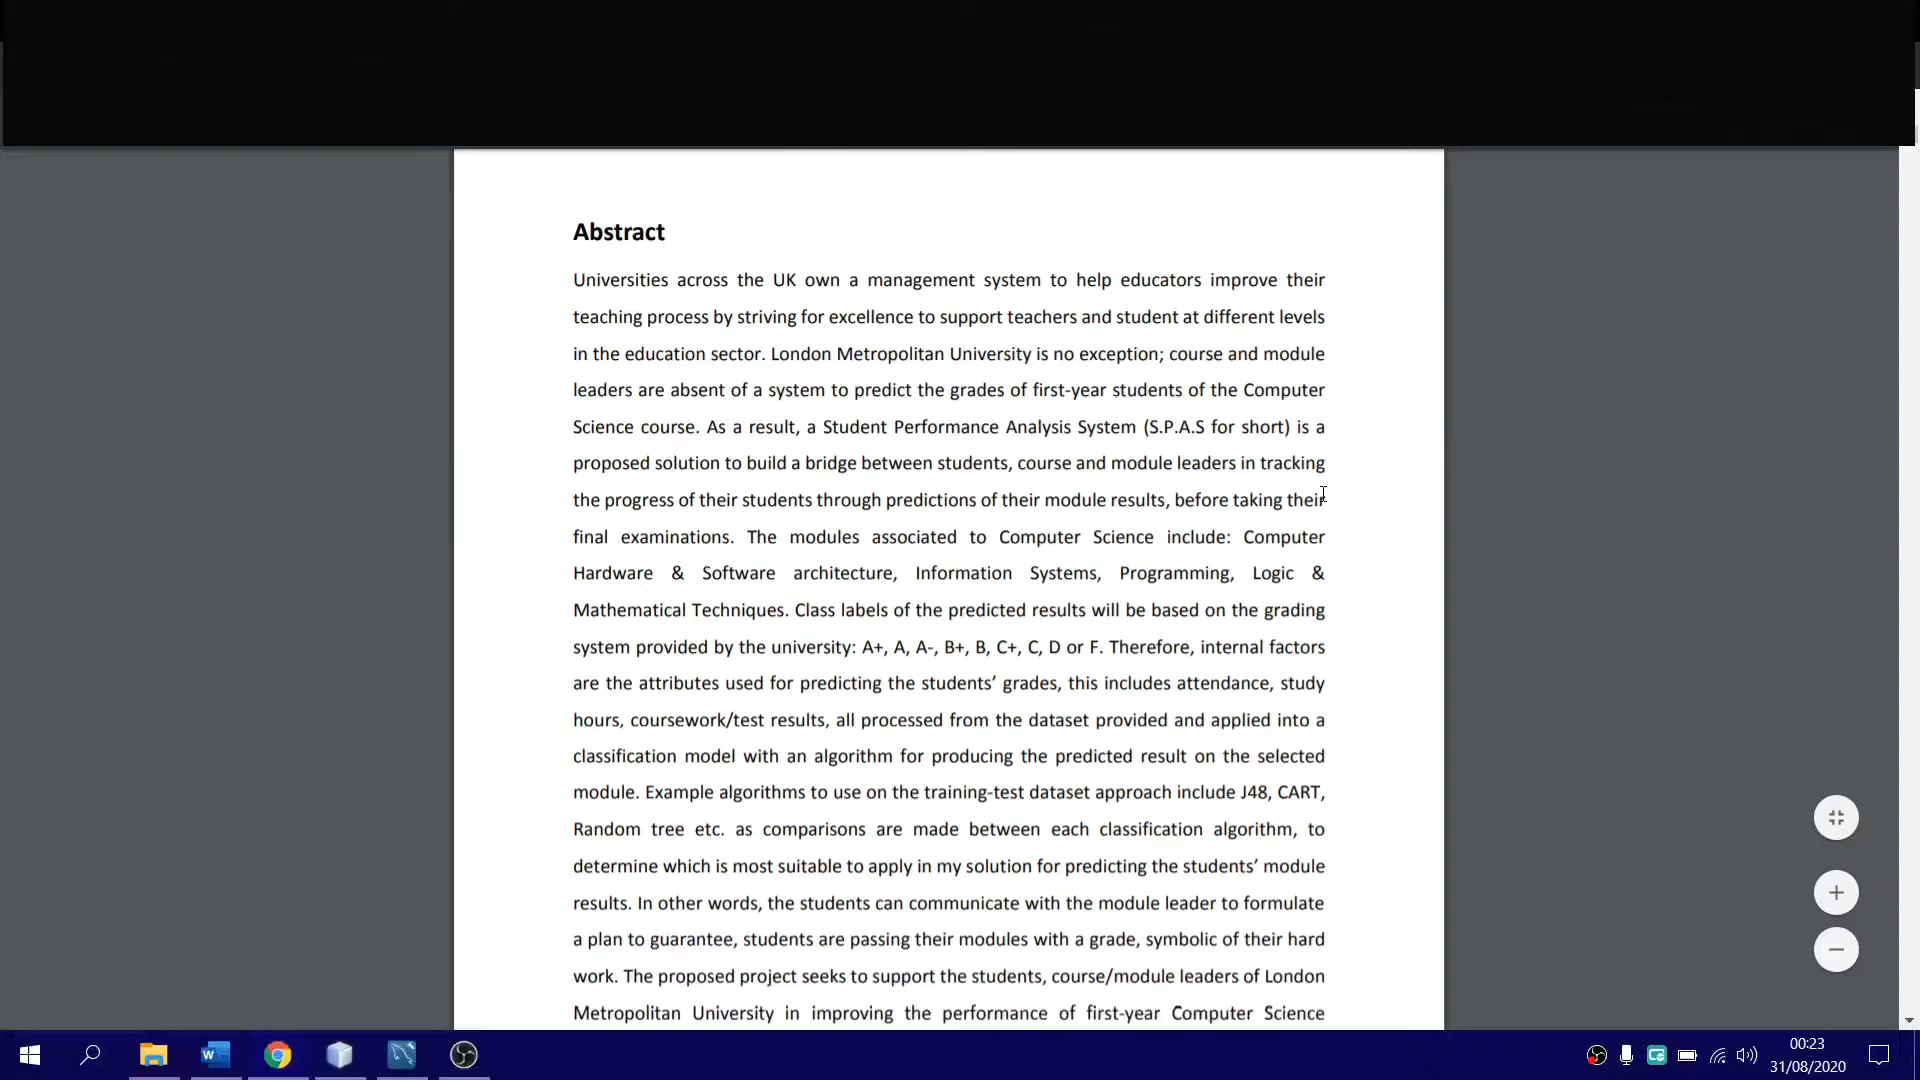 Abstract
Universities across the UK own a management system to help educators improve their
teaching process by striving for excellence to support teachers and student at different levels
in the education sector. London Metropolitan University is no exception; course and module
leaders are absent of a system to predict the grades of first-year students of the Computer
Science course. As a result, a Student Performance Analysis System (S.P.A.S for short) is a
proposed solution to build a bridge between students, course and module leaders in tracking
the progress of their students through predictions of their module results, before taking their
final examinations. The modules associated to Computer Science include: Computer
Hardware & Software architecture, Information Systems, Programming, Logic &
Mathematical Techniques. Class labels of the predicted results will be based on the grading
system provided by the university: A+, A, A-, B+, B, C+, C, D or F. Therefore, internal factors
are the attributes used for predicting the students’ grades, this includes attendance, study
hours, coursework/test results, all processed from the dataset provided and applied into a
classification model with an algorithm for producing the predicted result on the selected
module. Example algorithms to use on the training-test dataset approach include J48, CART,
Random tree etc. as comparisons are made between each classification algorithm, to
determine which is most suitable to apply in my solution for predicting the students’ module
results. In other words, the students can communicate with the module leader to formulate
a plan to guarantee, students are passing their modules with a grade, symbolic of their hard
work. The proposed project seeks to support the students, course/module leaders of London
Metropolitan University in improving the performance of first-year Computer Science
00:23
31/08/2020